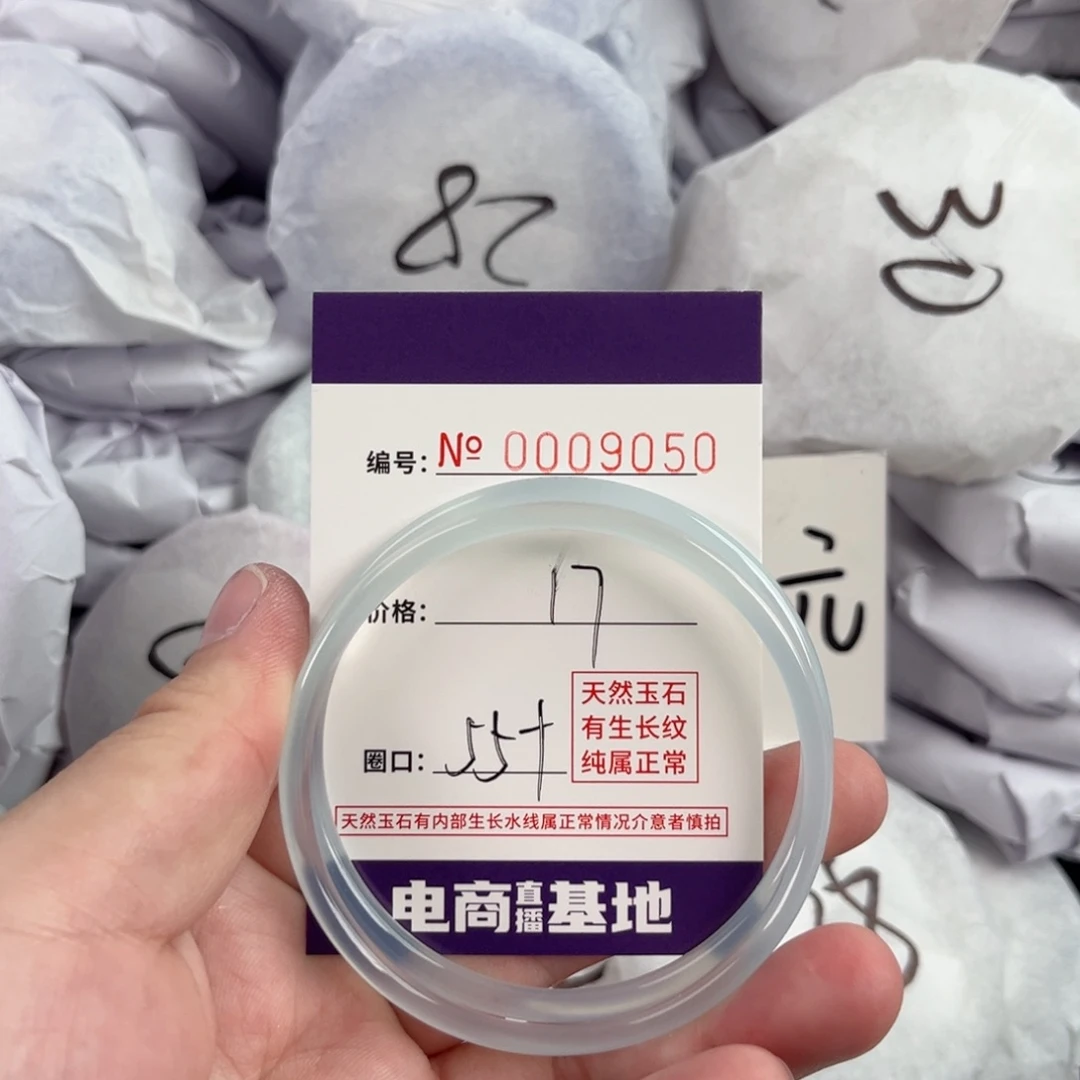 编号: № 0009050
价格: 17
圈口: 55+
天然玉石
有生长纹
纯属正常
天然玉石有内部生长水线属正常情况介意者慎拍
电商直播基地
元